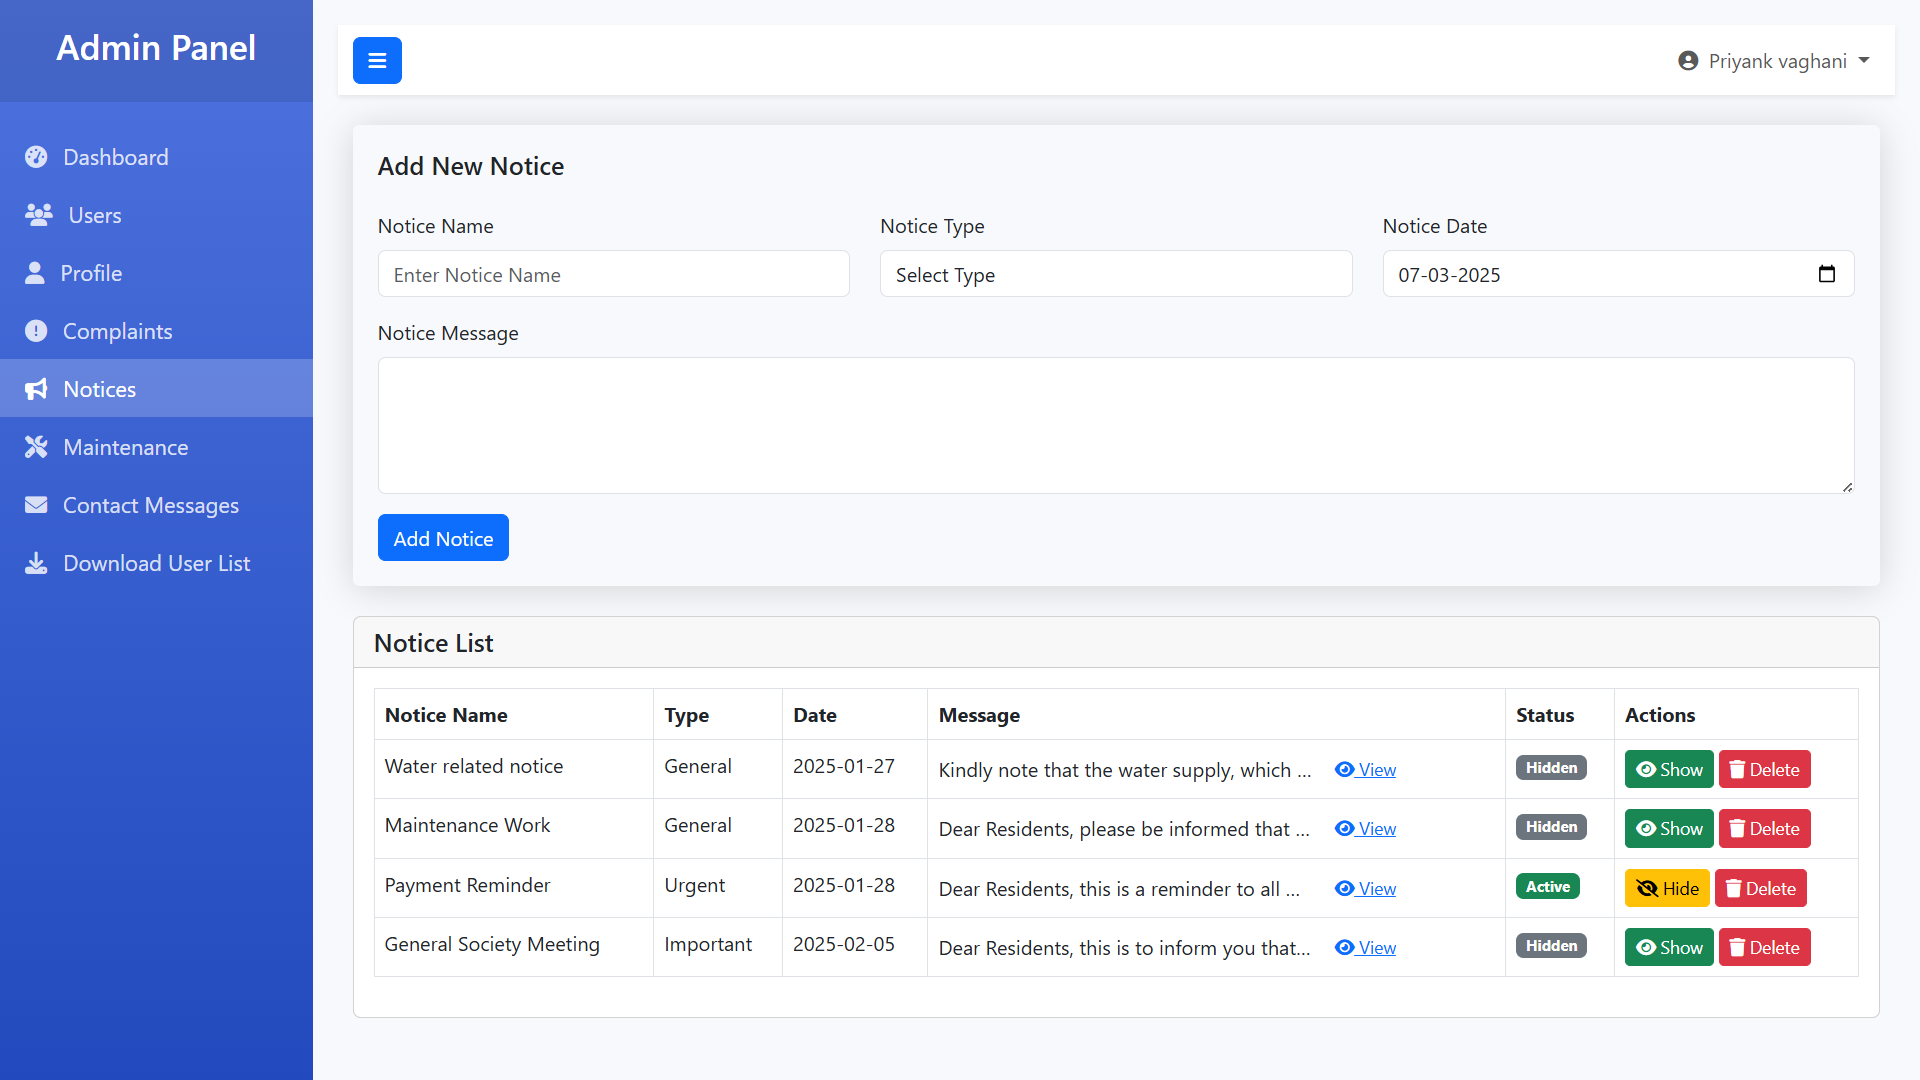 Admin Panel
Dashboard
Users
Profile
Complaints
Notices
Maintenance
Contact Messages
Download User List
Priyank vaghani
Add New Notice
Notice Name Notice Type Notice Date
Enter Notice Name Select Type 07-03-2025
Notice Message
Add Notice
Notice List
Notice Name Type Date Message Status Actions
Water related notice General 2025-01-27 Kindly note that the water supply, which ... View Hidden Show Delete
Maintenance Work General 2025-01-28 Dear Residents, please be informed that ... View Hidden Show Delete
Payment Reminder Urgent 2025-01-28 Dear Residents, this is a reminder to all ... View Active Hide Delete
General Society Meeting Important 2025-02-05 Dear Residents, this is to inform you that... View Hidden Show Delete